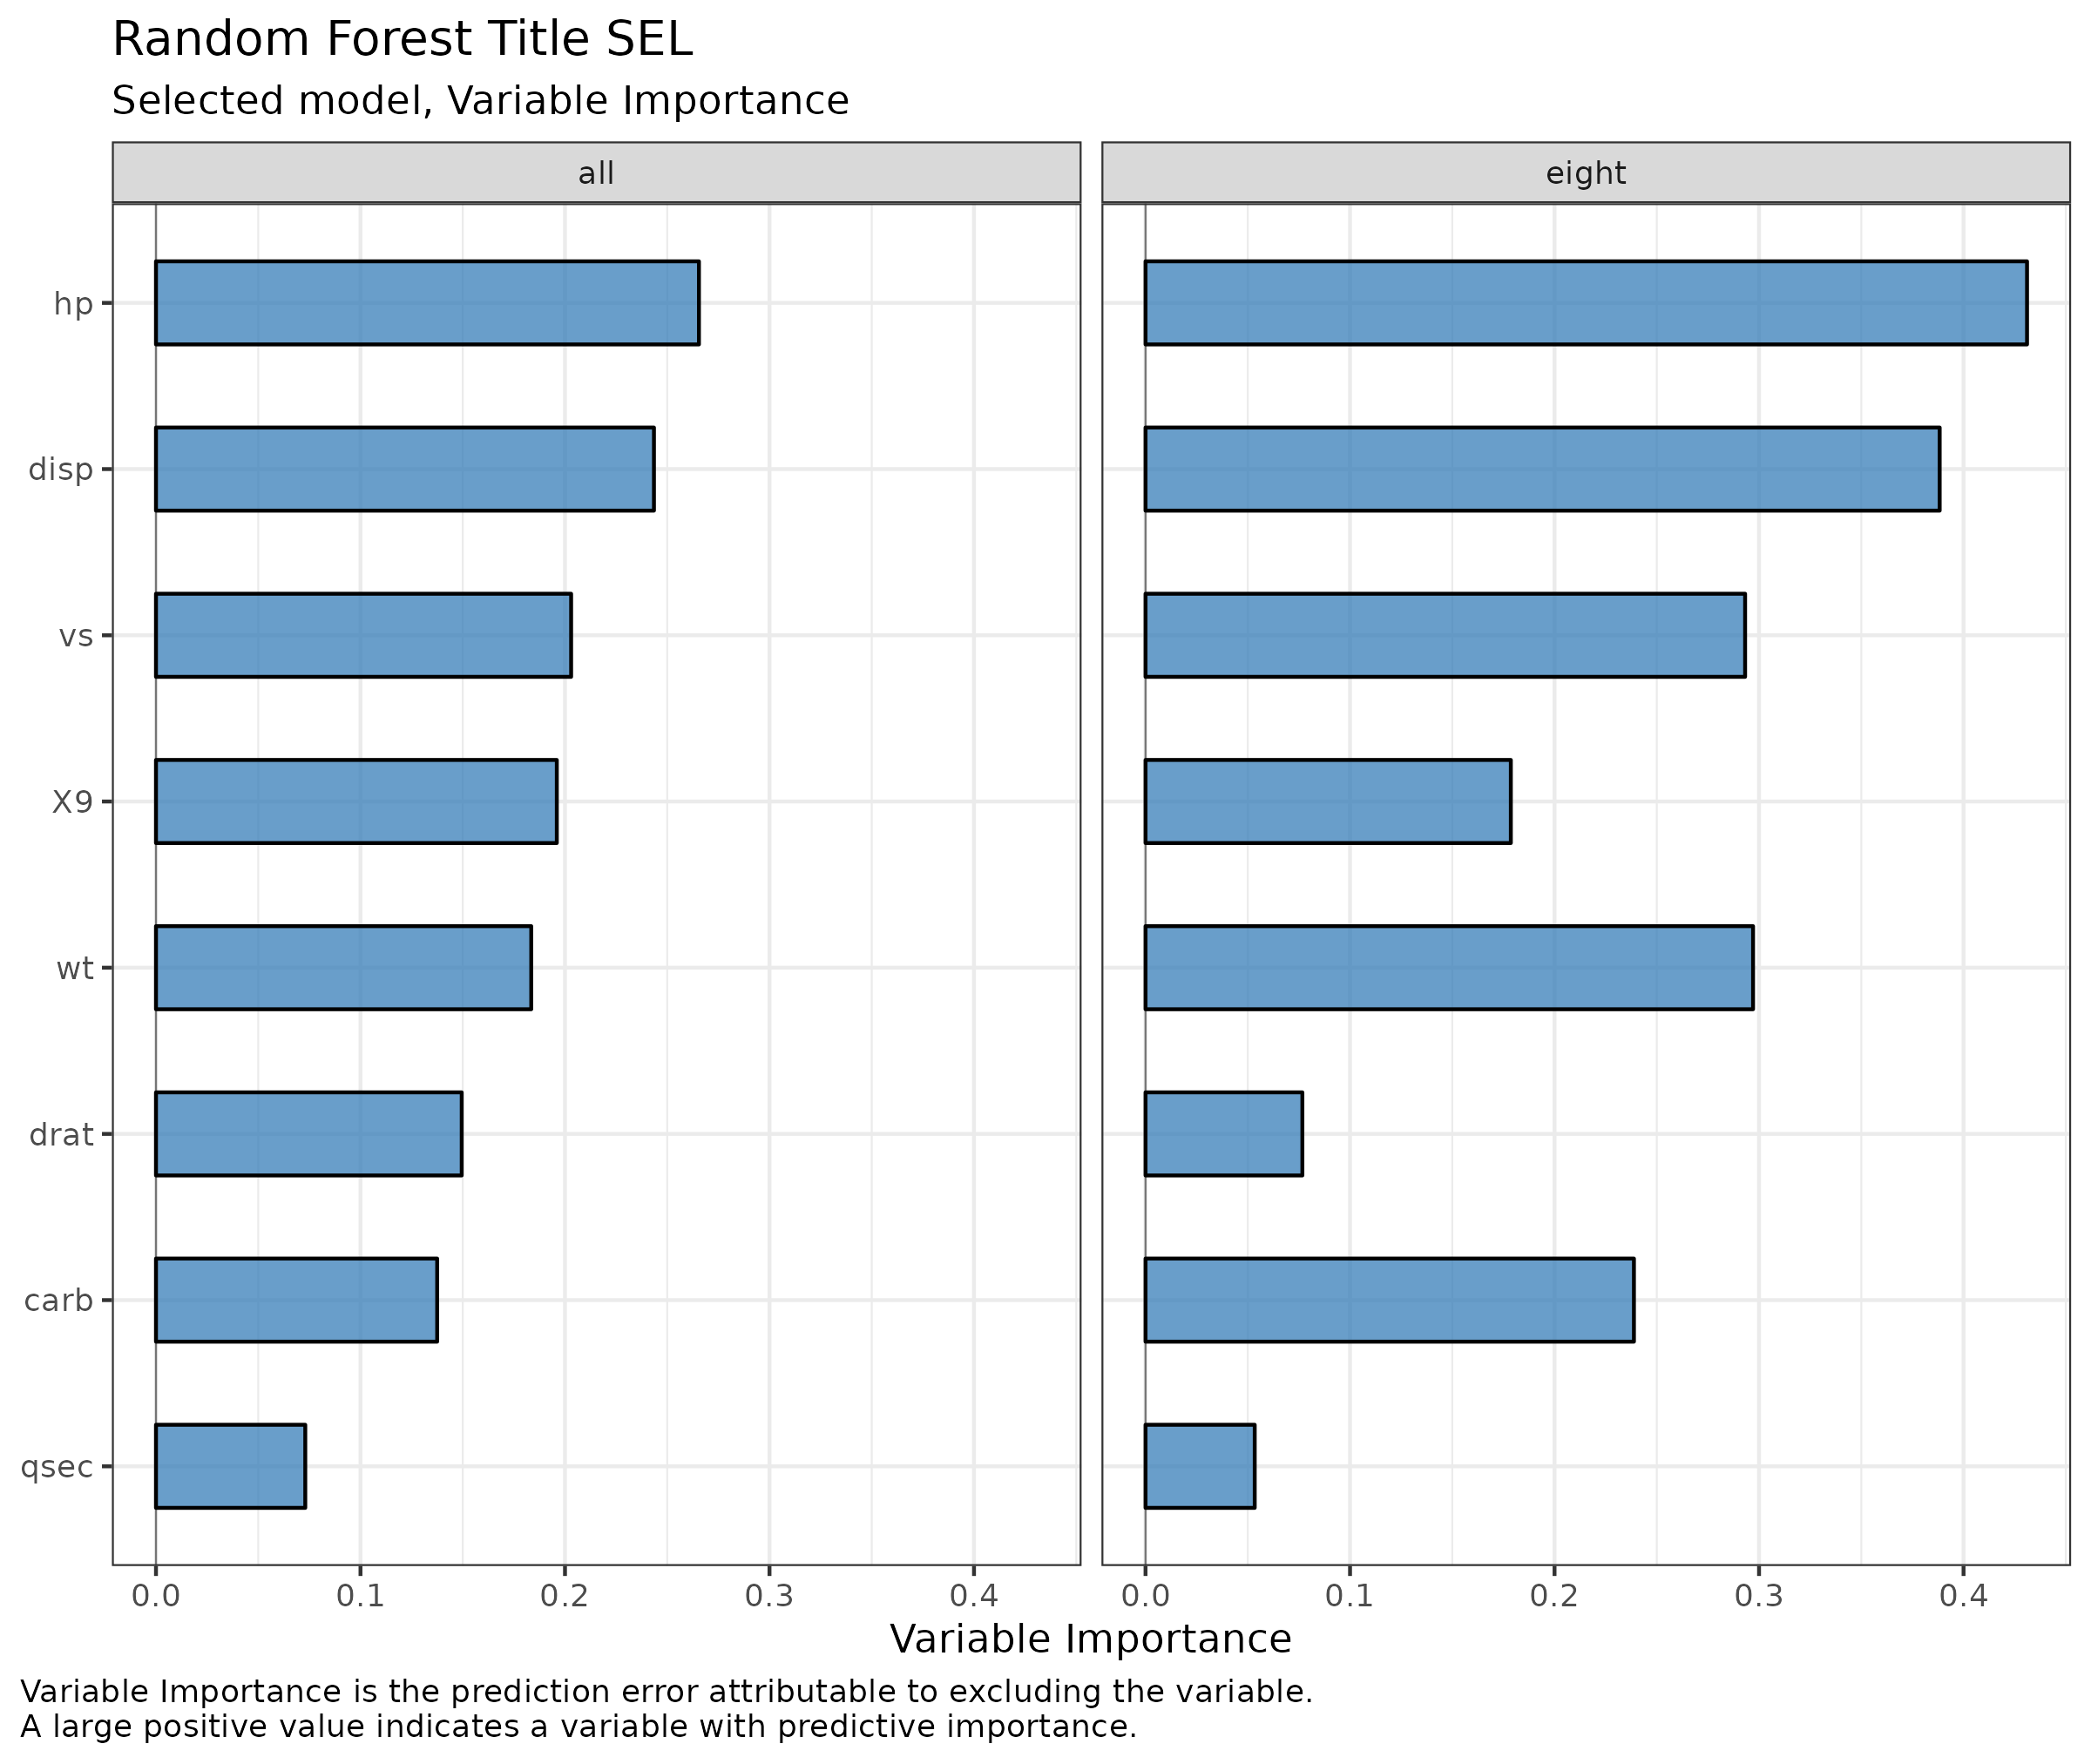 Random Forest Title SEL
Selected model, Variable Importance
all
eight
hp
disp
vs
X9
wt
drat
carb
qsec
0.0 0.1 0.2 0.3 0.4
0.0 0.1 0.2 0.3 0.4
Variable Importance
Variable Importance is the prediction error attributable to excluding the variable.
A large positive value indicates a variable with predictive importance.